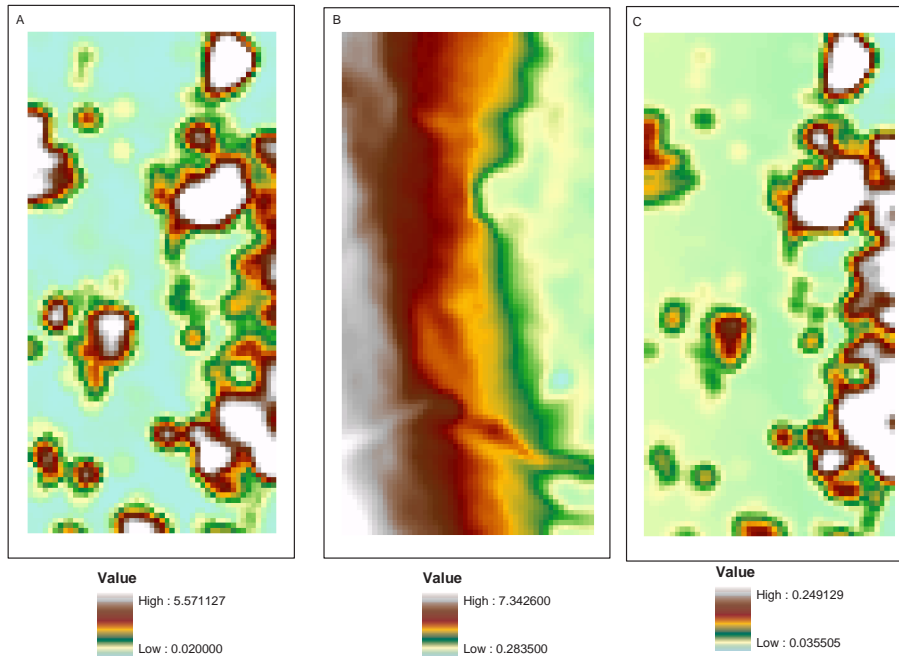 A
B
C
Value
High : 5.571127
Low : 0.020000
Value
High : 7.342600
Low : 0.283500
Value
High : 0.249129
Low : 0.035505